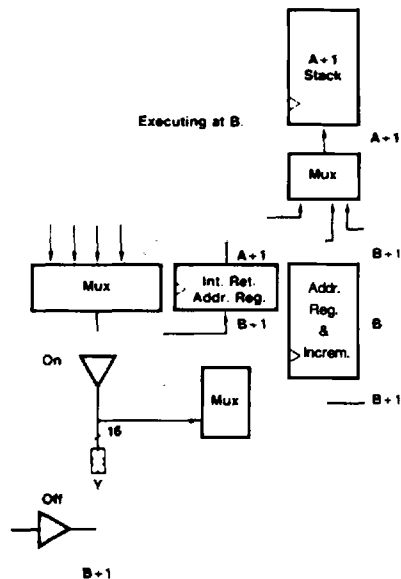 A+1
Stack
Executing at B.
A+1
Mux
A+1
B+1
Mux
Int. Ret.
Addr. Reg.
Addr.
Reg.
&
Increm.
B
B+1
On
Mux
B+1
16
Y
Off
B+1